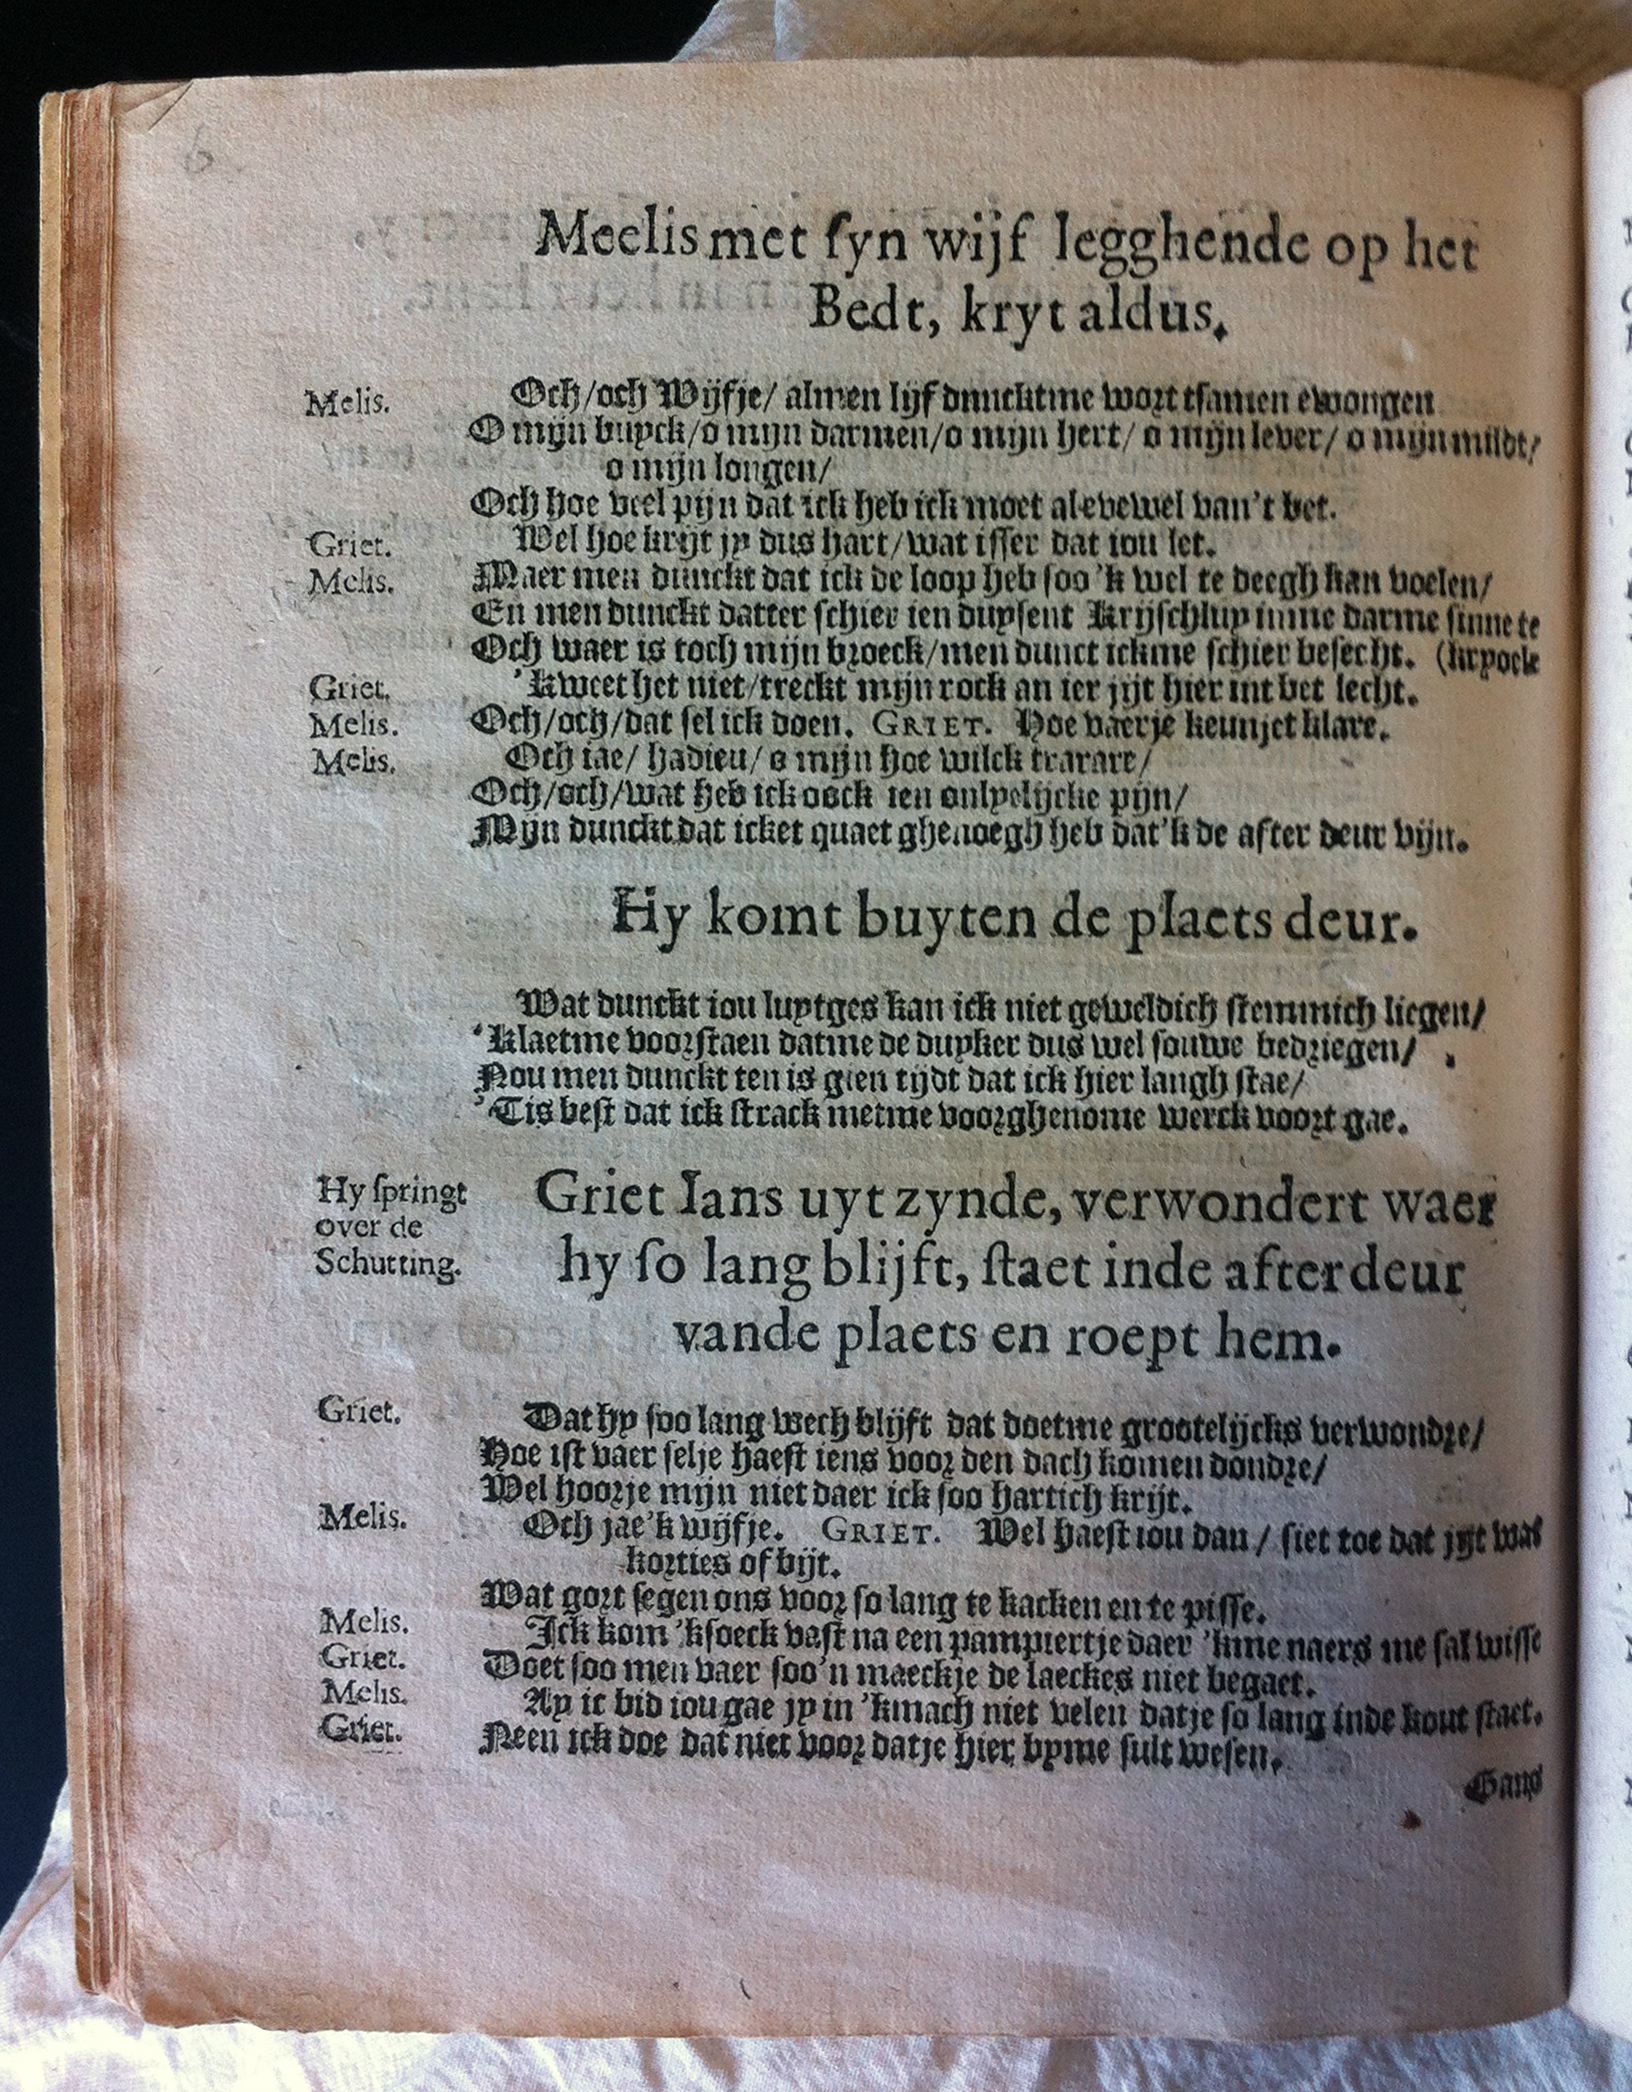 6
Meelis met ſyn wijf legghende op het
Bedt, kryt aldus.
Melis. Och/och Wijfje/ almen lijf duncktme wort tsamen ewongen
O mijn buyck/o mijn darmen/o mijn hert/ o mijn lever/ o mijn mildt/
o mijn longen/
Och hoe veel pijn dat ick heb ick moet alevewel van't bet.
Griet. Wel hoe krijt jy dus hart/wat isser dat iou let.
Melis. Maer men dunckt dat ick de loop heb soo 'k wel te deegh kan voelen/
En men dunckt datter schier ien duysent krijschluy inme darme sinne te
Och waer is toch mijn broeck/men dunct ickme schier besecht. (krpoele
Griet. 'kweet het niet/treckt mijn rock an ier jijt hier int bet lecht.
Melis. Och/och/dat sel ick doen. GRIET. Hoe vaerje keunjet klare.
Melis. Och iae/ hadieu/ o mijn hoe wilck trarare/
Och/och/wat heb ick oock ien onlydelijcke pijn/
Mijn dunckt dat icket quaet ghenoegh heb dat'k de after deur vijn.
Hy komt buyten de plaets deur.
Wat dunckt iou luytges kan ick niet geweldich stemmich liegen/
'Klaetme voorstaen datme de duyker dus wel souwe bedriegen/
Nou men dunckt ten is gien tijdt dat ick hier langh stae/
'Tis best dat ick strack metme voorghenome werck voort gae.
Hy ſpringt
over de
Schutting.
Griet Ians uyt zynde, verwondert waer
hy ſo lang blijft, ſtaet inde after deur
vande plaets en roept hem.
Griet. Dat hy soo lang wech blijft dat doetme grootelijcks verwondre/
Hoe ist vaer selje haest iens voor den dach komen dondre/
Wel hoorje mijn niet daer ick soo hartich krijt.
Melis. Och jae'k wijfje. GRIET. Wel haest iou dan/ siet toe dat jijt wat
korties of bijt.
Wat gort segen ons voor so lang te kacken en te pisse.
Melis. Ick kom 'ksoeck vast na een pampiertje daer 'kme naers me sal wisse
Griet. Doet soo men vaer soo'n maeckje de laeckes niet begaet.
Melis. Ay ic bid iou gae jy in 'kmach niet velen datje so lang inde kout staet.
Griet. Neen ick doe dat niet voor datje hier byme sult wesen.
Gans